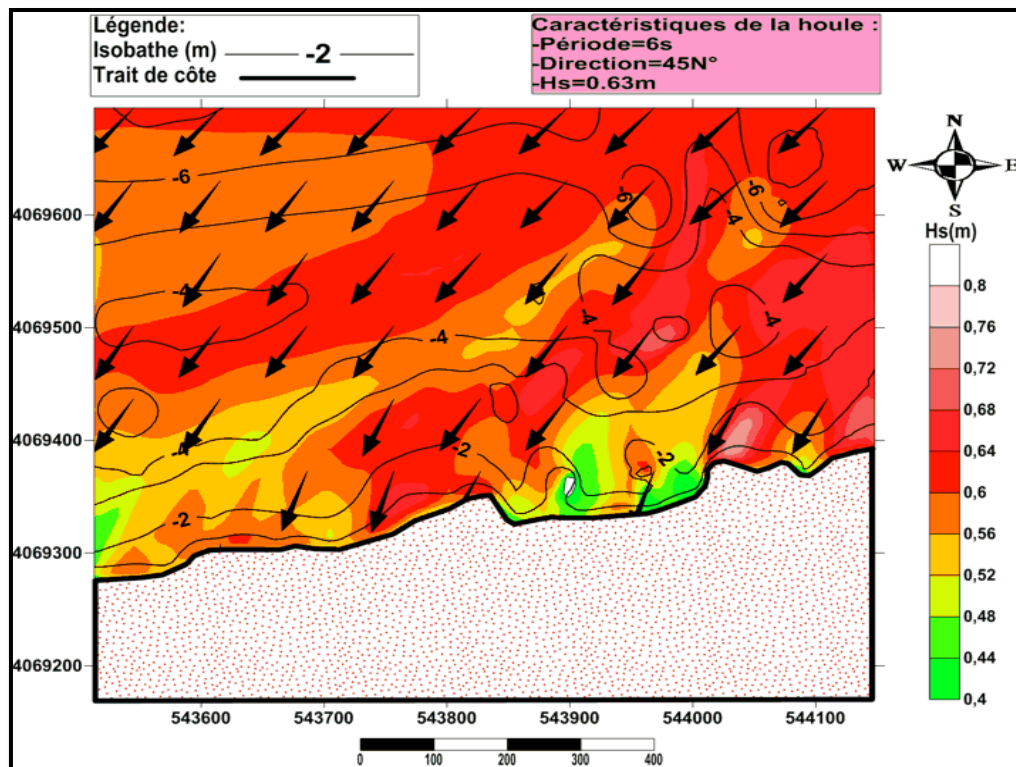 Légende:
Isobathe (m) -2
Trait de côte
Caractéristiques de la houle :
-Période=6s
-Direction=45N°
-Hs=0.63m
N
W E
S
Hs(m)
0,8
0,76
0,72
0,68
0,64
0,6
0,56
0,52
0,48
0,44
0,4
4069600
4069500
4069400
4069300
4069200
-6
-6
-6
-4
-4
-4
-4
-4
-4
-2
-2
-2
543600 543700 543800 543900 544000 544100
0 100 200 300 400